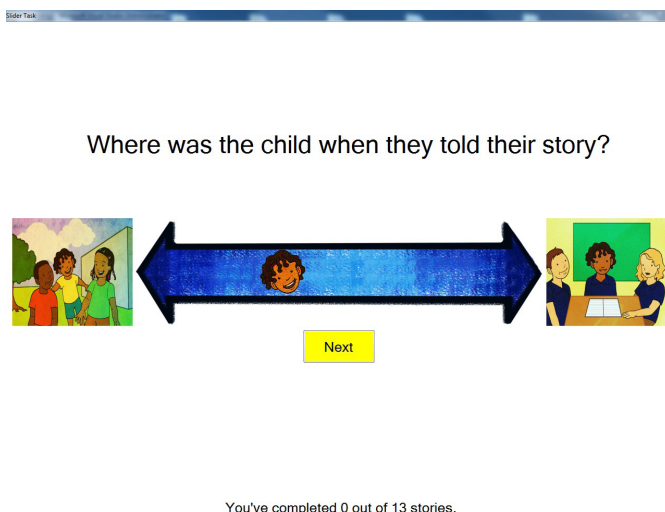 Slider Task
Where was the child when they told their story?
Next
You've completed 0 out of 13 stories.